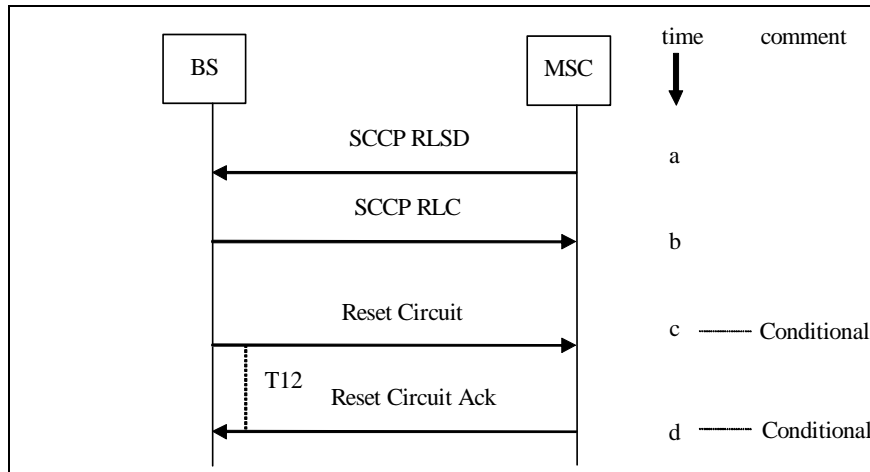 time comment
BS MSC
SCCP RLSD a
SCCP RLC b
Reset Circuit c Conditional
T12
Reset Circuit Ack d Conditional